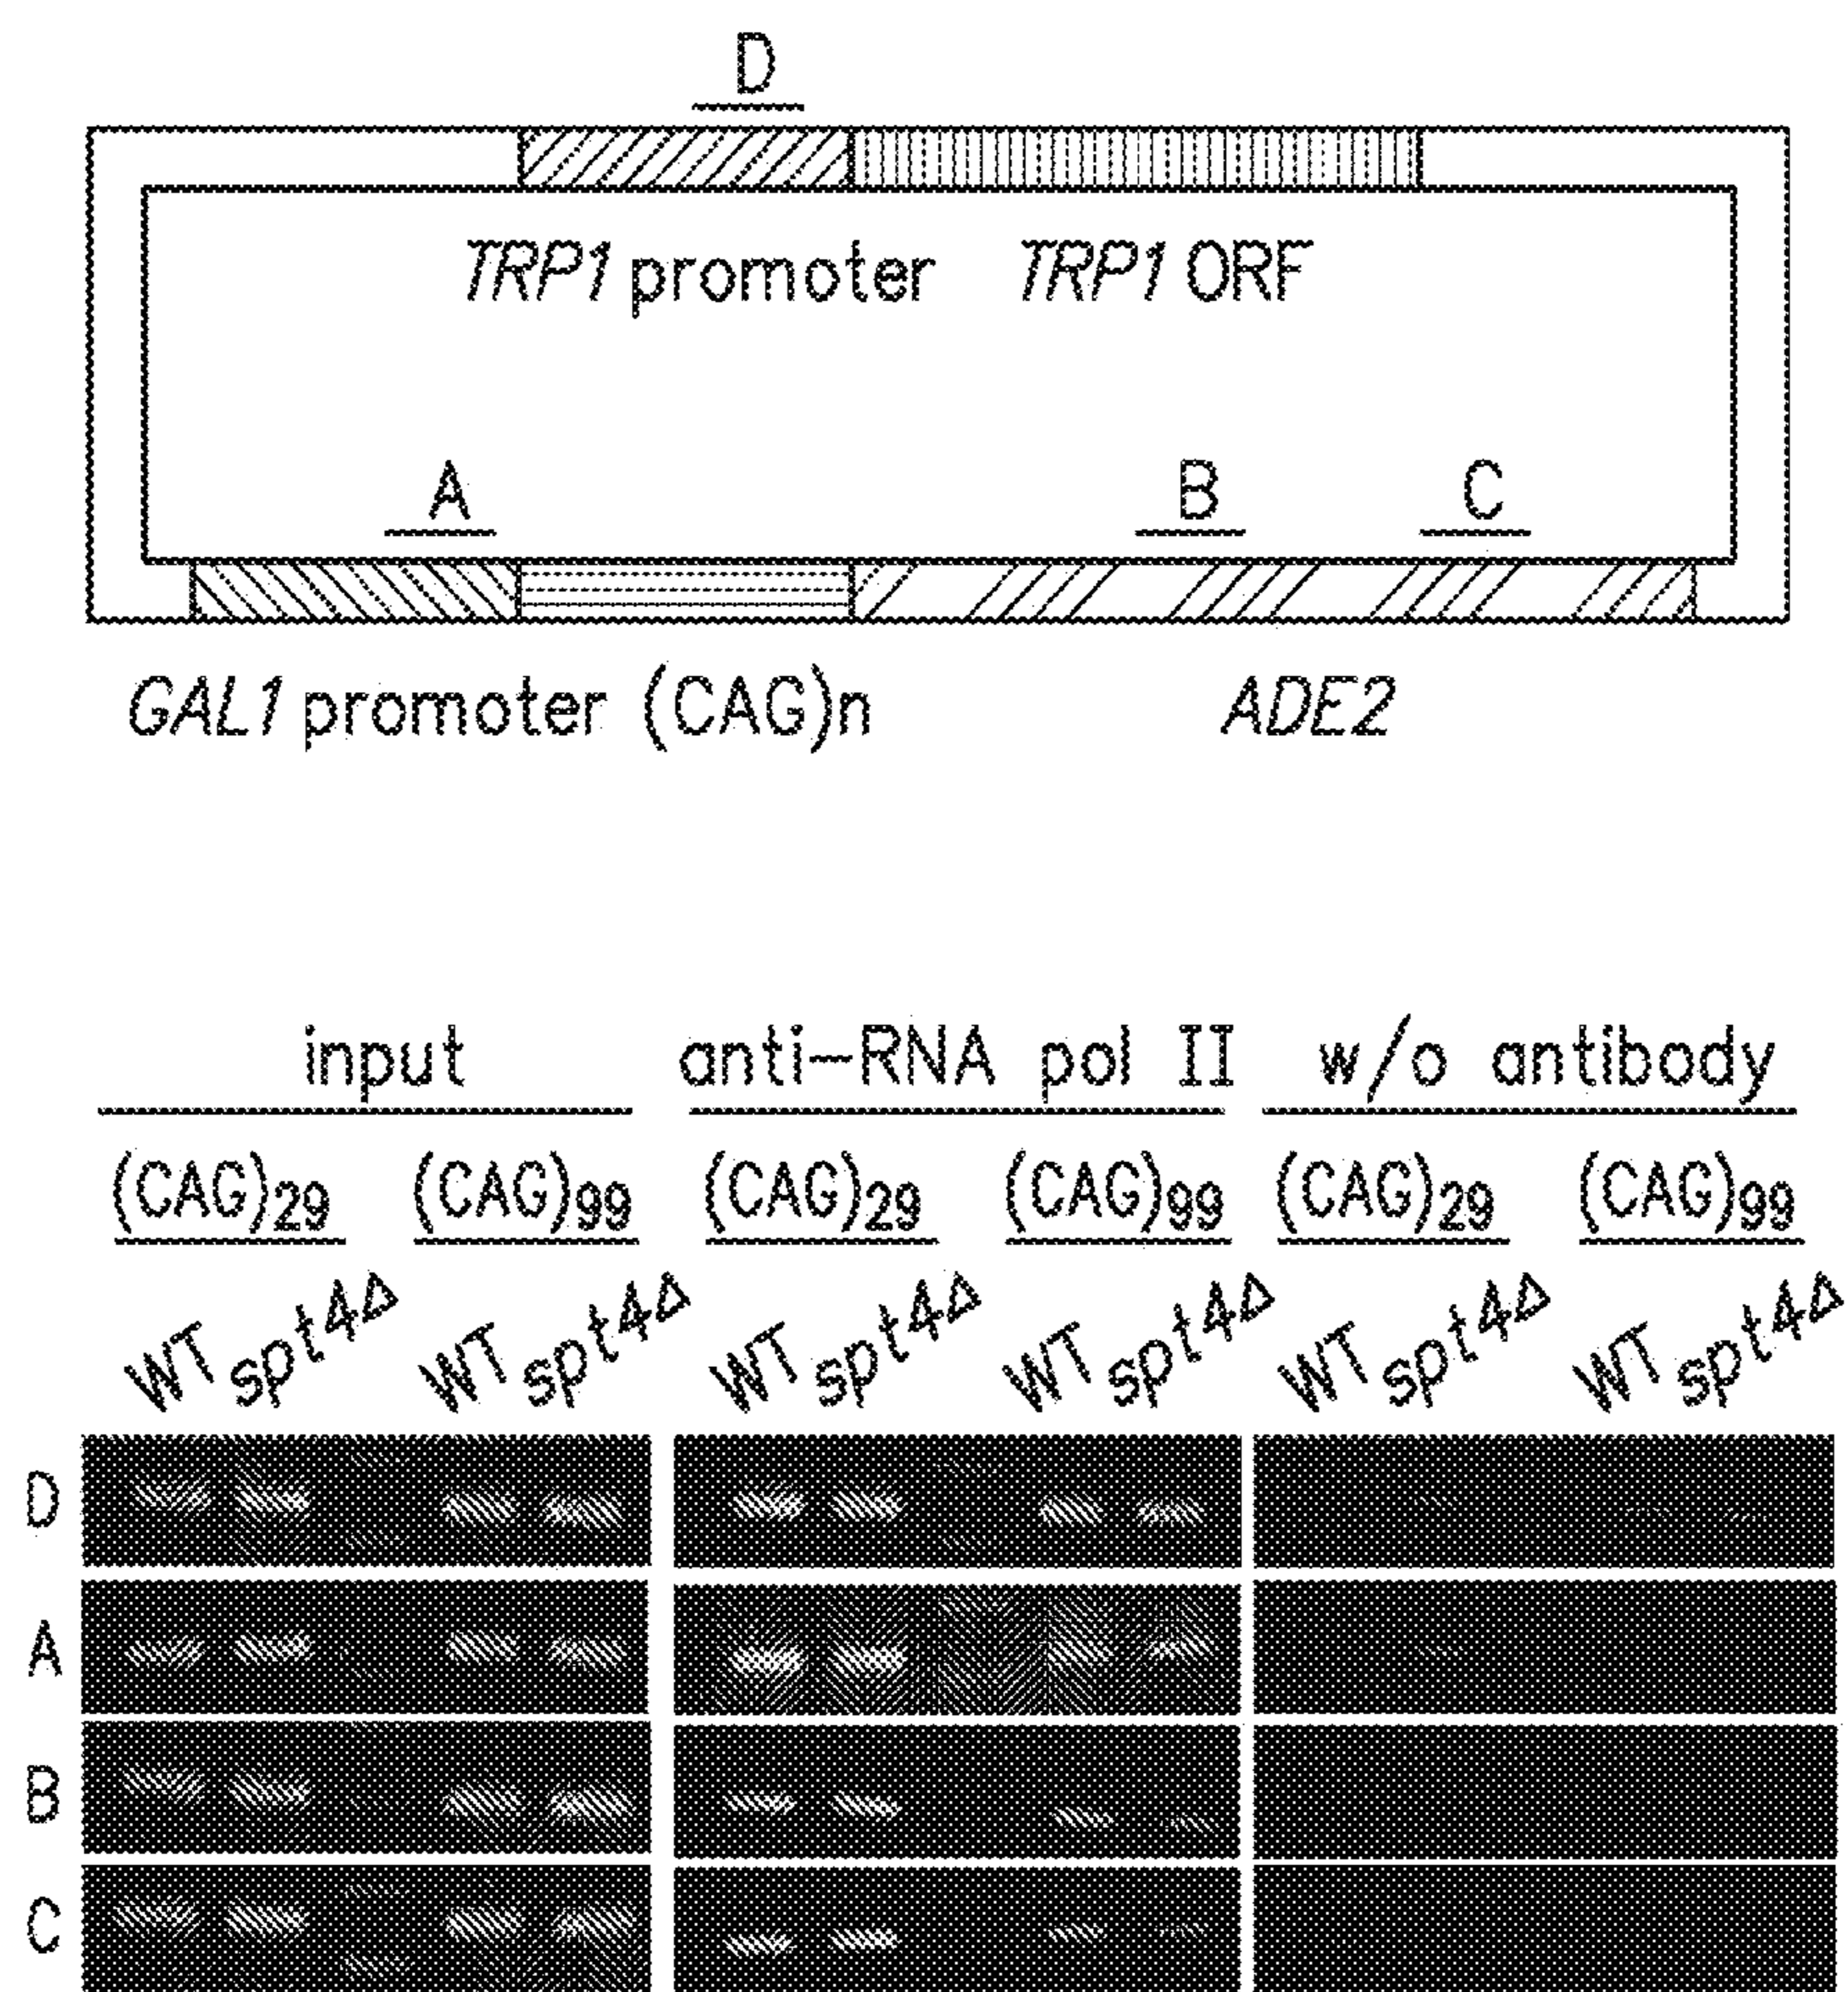 D
TRP1 promoter TRP1 ORF
A B C
GAL1 promoter (CAG)n ADE2
input anti-RNA pol II w/o antibody
(CAG)29 (CAG)99 (CAG)29 (CAG)99 (CAG)29 (CAG)99
WT spt4Δ WT spt4Δ WT spt4Δ WT spt4Δ WT spt4Δ WT spt4Δ
D
A
B
C